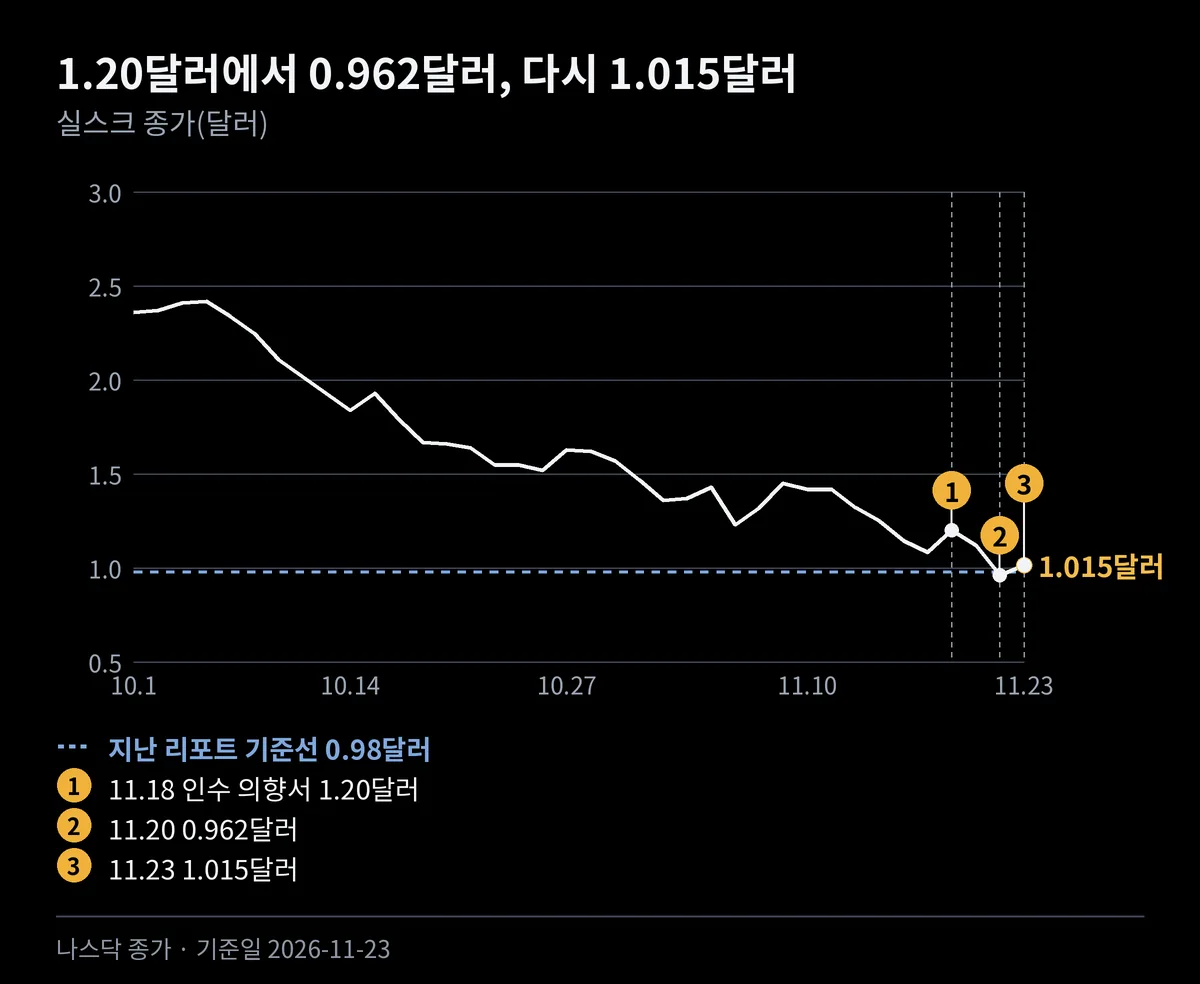 1.20달러에서 0.962달러, 다시 1.015달러
실스크 종가(달러)
3.0
2.5
2.0
1.5
1.0
0.5
1
2
3
1.015달러
10.1
10.14
10.27
11.10
11.23
지난 리포트 기준선 0.98달러
1 11.18 인수 의향서 1.20달러
2 11.20 0.962달러
3 11.23 1.015달러
나스닥 종가 · 기준일 2026-11-23